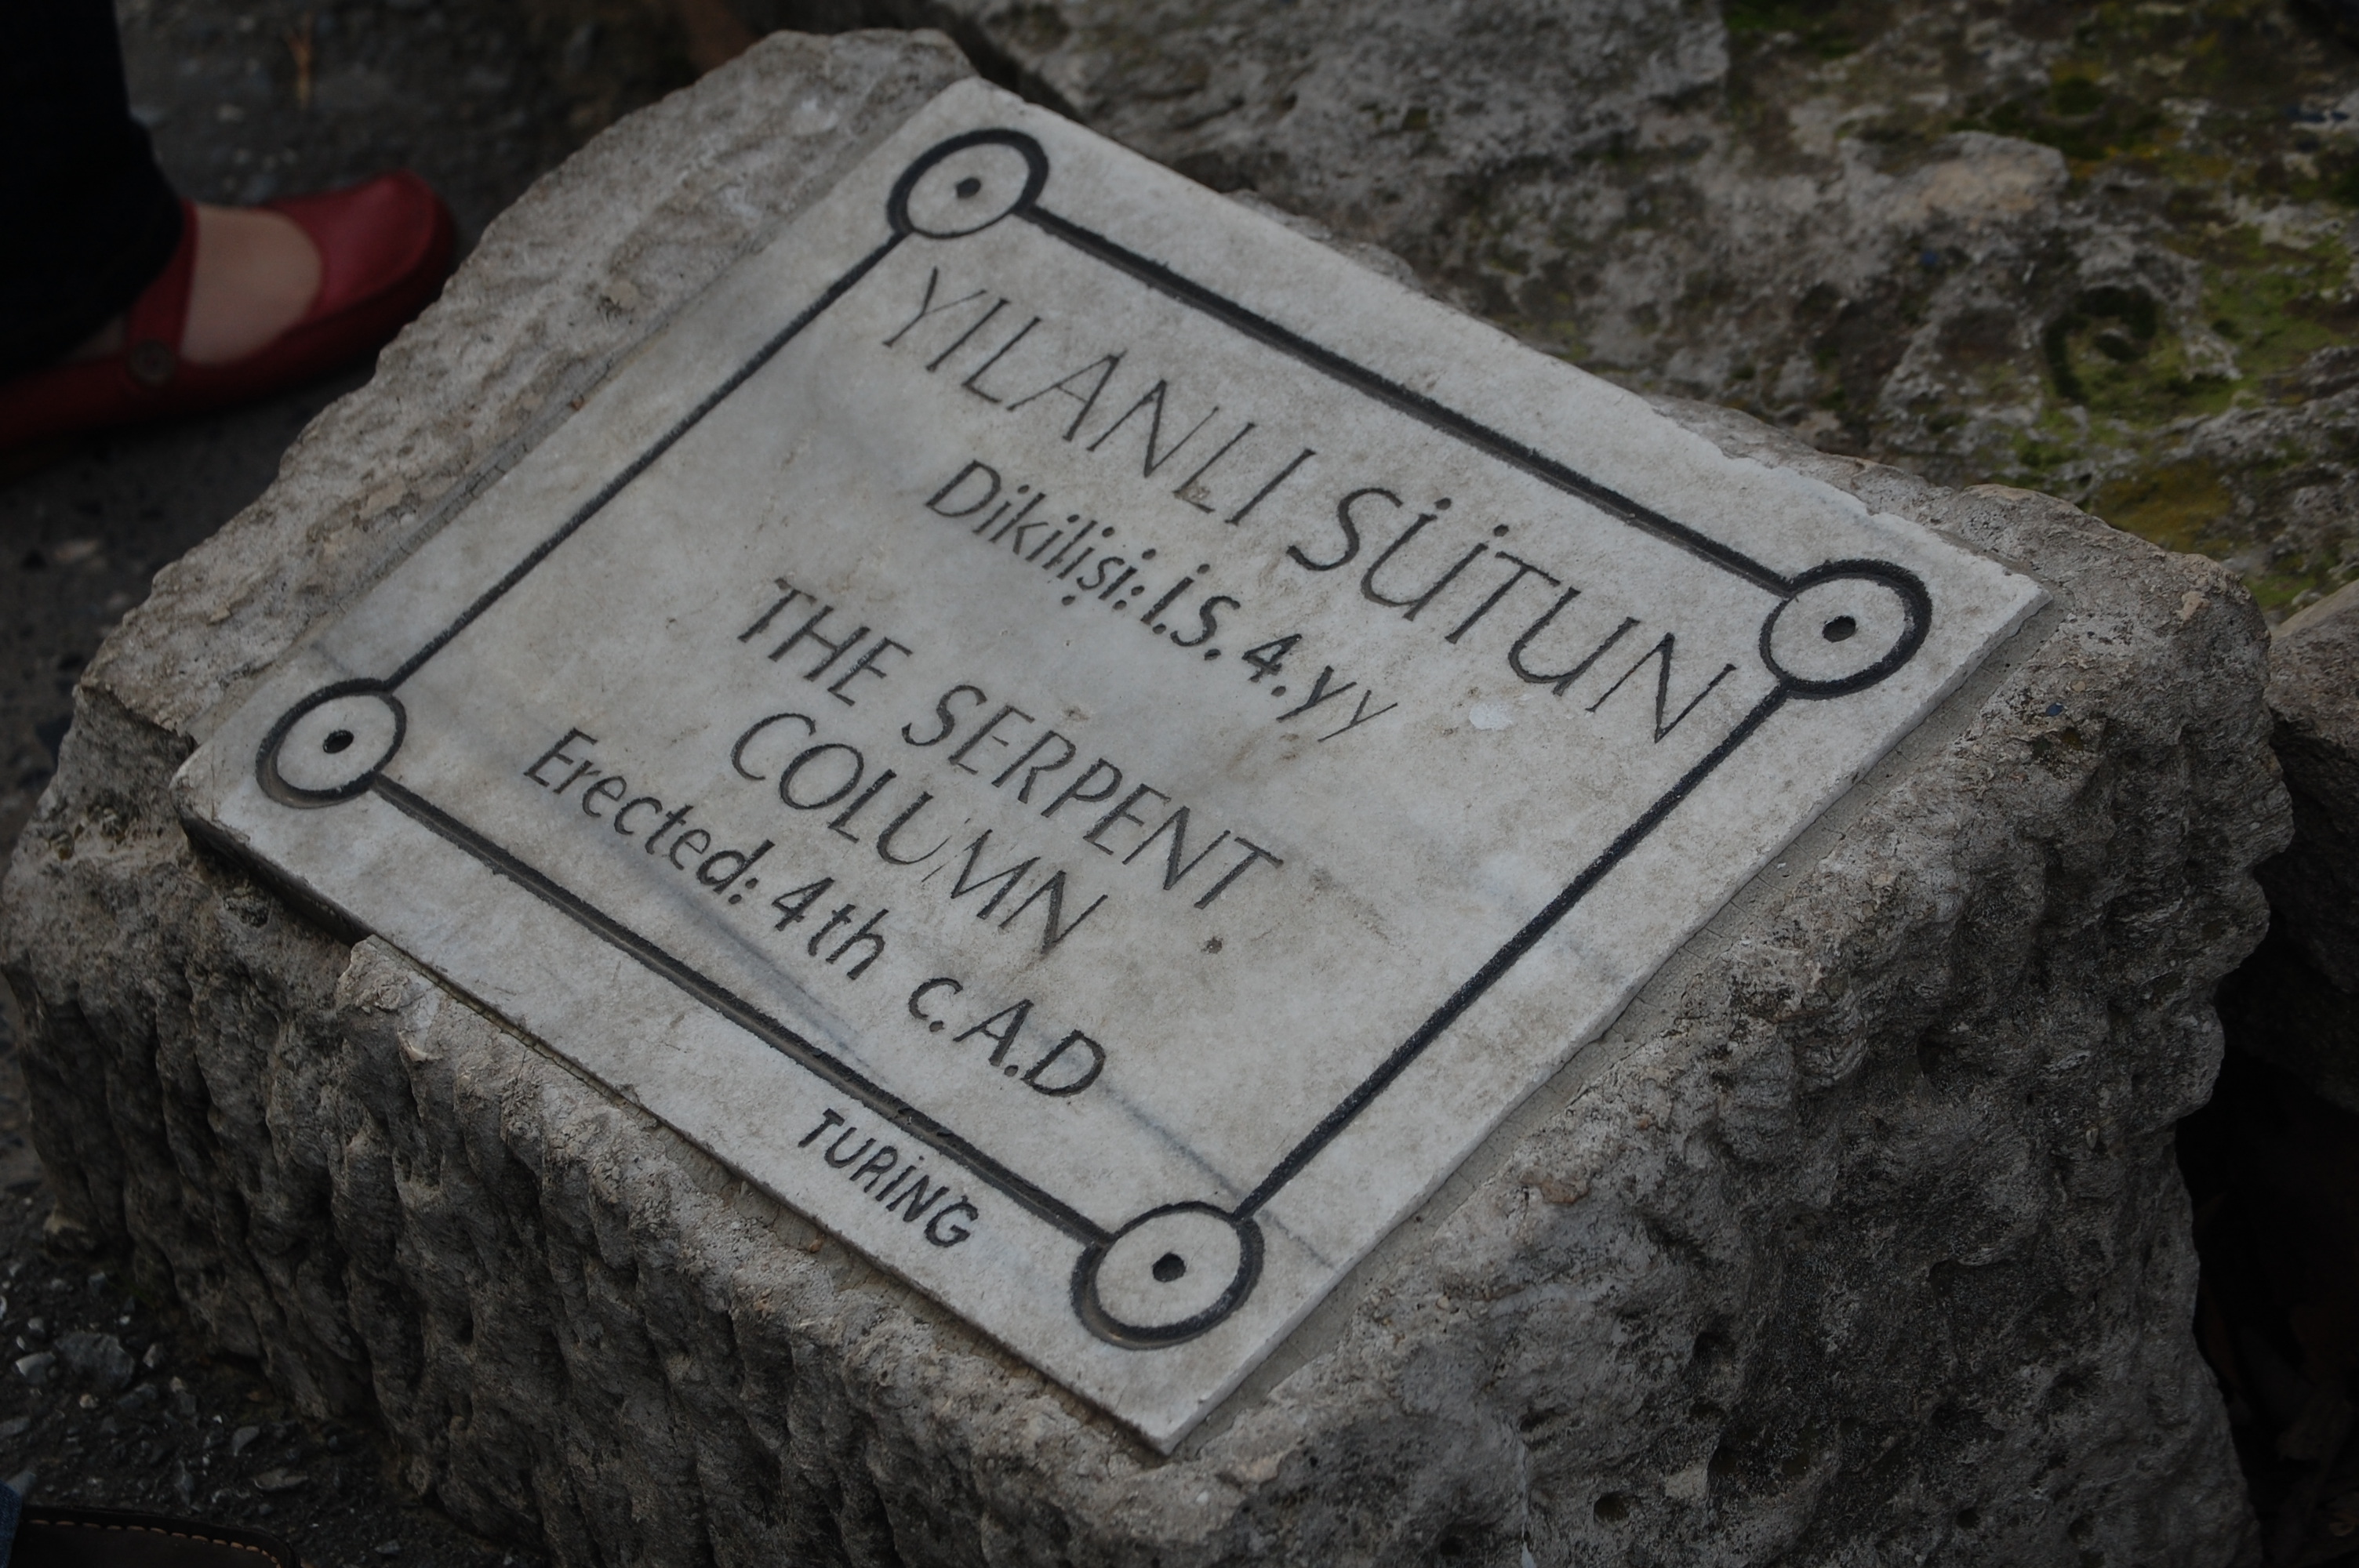 YILANLI SÜTUN
Dikilişi: İ.S. 4.yy
THE SERPENT
COLUMN
Erected: 4th c.A.D
TURİNG